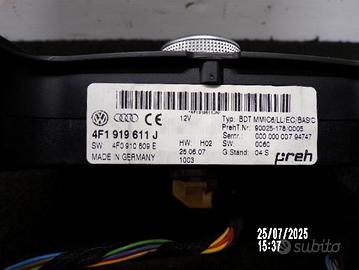 12V
4F1 919 611 J
SW: 4F0 910 609 E
MADE IN GERMANY
HW: H02
25.06.07
1003
Typ: BDT MMIC6/LL/EC/BASIC
PrehT.Nr: 90025-178/0005
Sernr.: 000 000 007 94747
SW: 0060
G.Stand: 04 S
preh
25/07/2025
15:37
subito